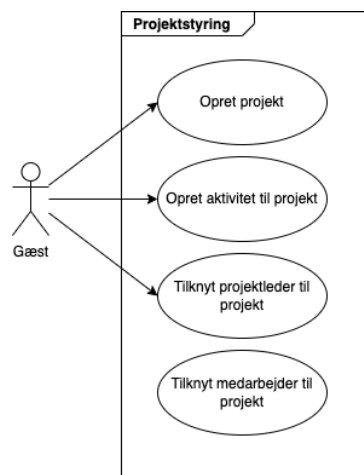 Projektstyring
Opret projekt
Opret aktivitet til projekt
Gæst
Tilknyt projektleder til
projekt
Tilknyt medarbejder til
projekt